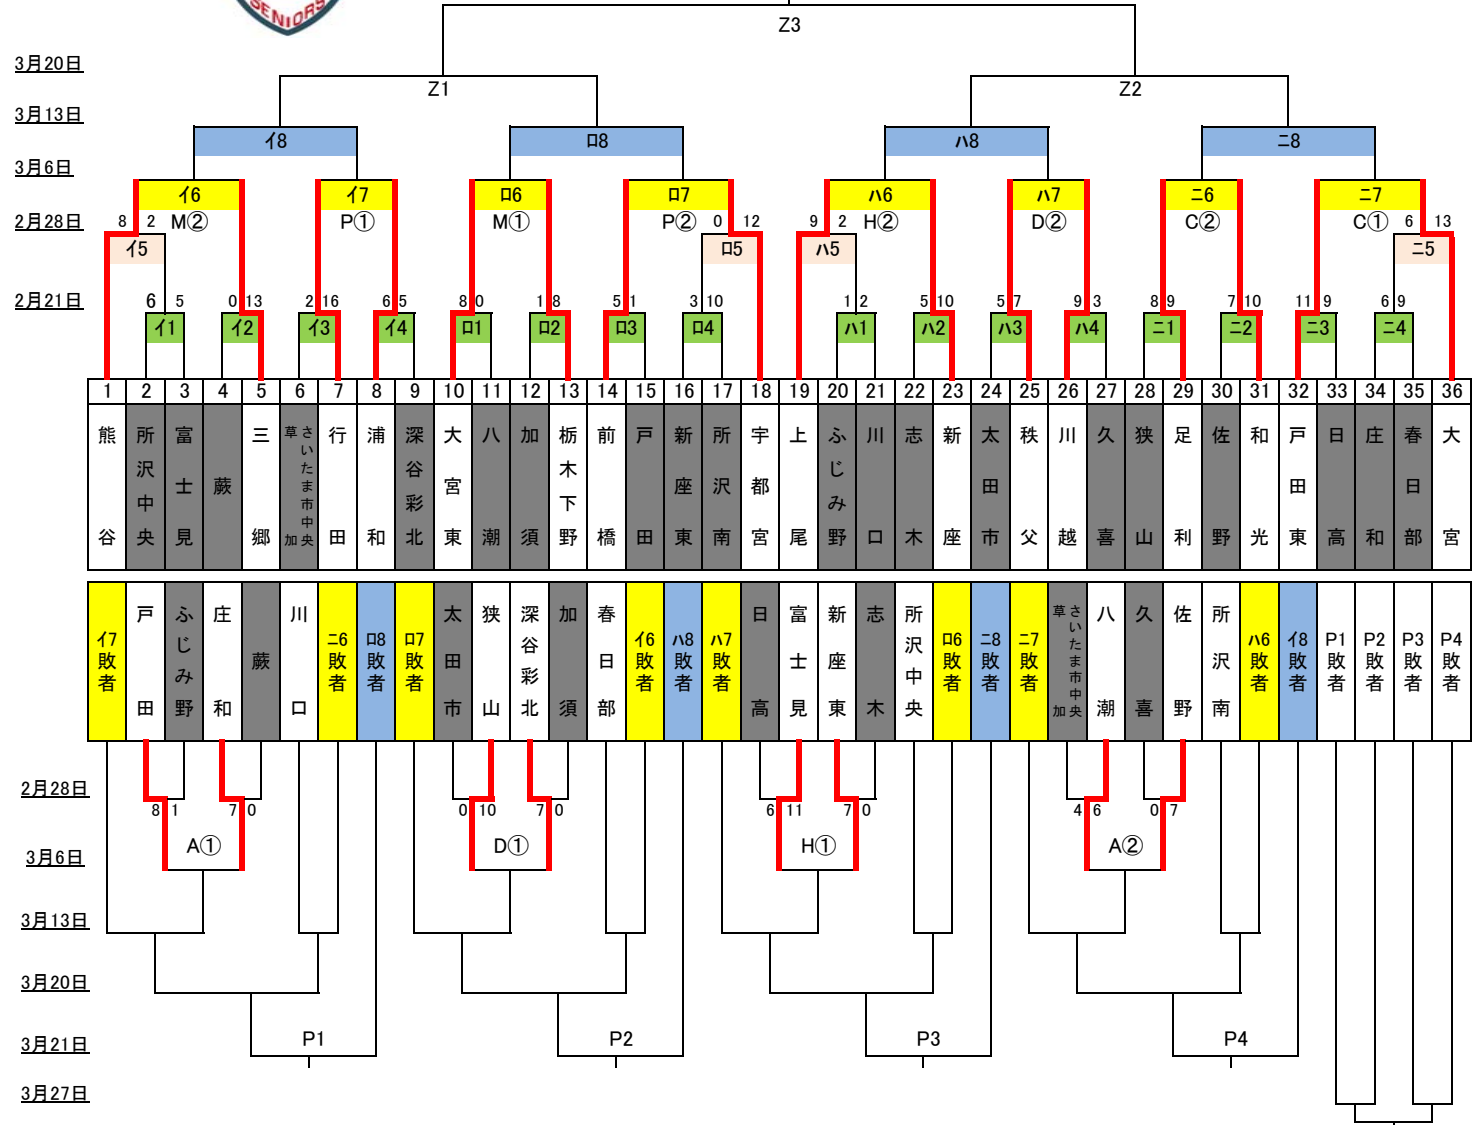 SENIORS
Z3
3月20日
Z1 Z2
3月13日
イ8 ロ8 ハ8 ニ8
3月6日
イ6 イ7 ロ6 ロ7 ハ6 ハ7 ニ6 ニ7
2月28日 8 2 M② P① M① P② 0 12 9 2 H② D② C② C① 6 13
イ5 ロ5 ハ5 ニ5
2月21日 6 5 0 13 2 16 6 5 8 0 1 8 5 1 3 10 1 2 5 10 5 7 9 3 8 9 7 10 11 9 6 9
イ1 イ2 イ3 イ4 ロ1 ロ2 ロ3 ロ4 ハ1 ハ2 ハ3 ハ4 ニ1 ニ2 ニ3 ニ4
1 2 3 4 5 6 7 8 9 10 11 12 13 14 15 16 17 18 19 20 21 22 23 24 25 26 27 28 29 30 31 32 33 34 35 36
熊谷
所沢中央
富士見
蕨
三郷
さいたま市中央
草加
行田
浦和
深谷彩北
大宮東
八潮
加須
栃木下野
前橋
戸田
新座東
所沢南
宇都宮
上尾
ふじみ野
川口
志木
新座
太田市
秩父
川越
久喜
狭山
足利
佐野
和光
戸田東
日高
庄和
春日部
大宮
イ7敗者
戸田
ふじみ野
庄和
蕨
川口
ニ6敗者
ロ8敗者
ロ7敗者
太田市
狭山
深谷彩北
加須
春日部
イ6敗者
ハ8敗者
ハ7敗者
日高
富士見
新座東
志木
所沢中央
ロ6敗者
ニ8敗者
ニ7敗者
さいたま市中央
草加
八潮
久喜
佐野
所沢南
ハ6敗者
イ8敗者
P1敗者
P2敗者
P3敗者
P4敗者
2月28日
8 1 7 0 0 10 7 0 6 11 7 0 4 6 0 7
A① D① H① A②
3月6日
3月13日
3月20日
P1 P2 P3 P4
3月21日
3月27日